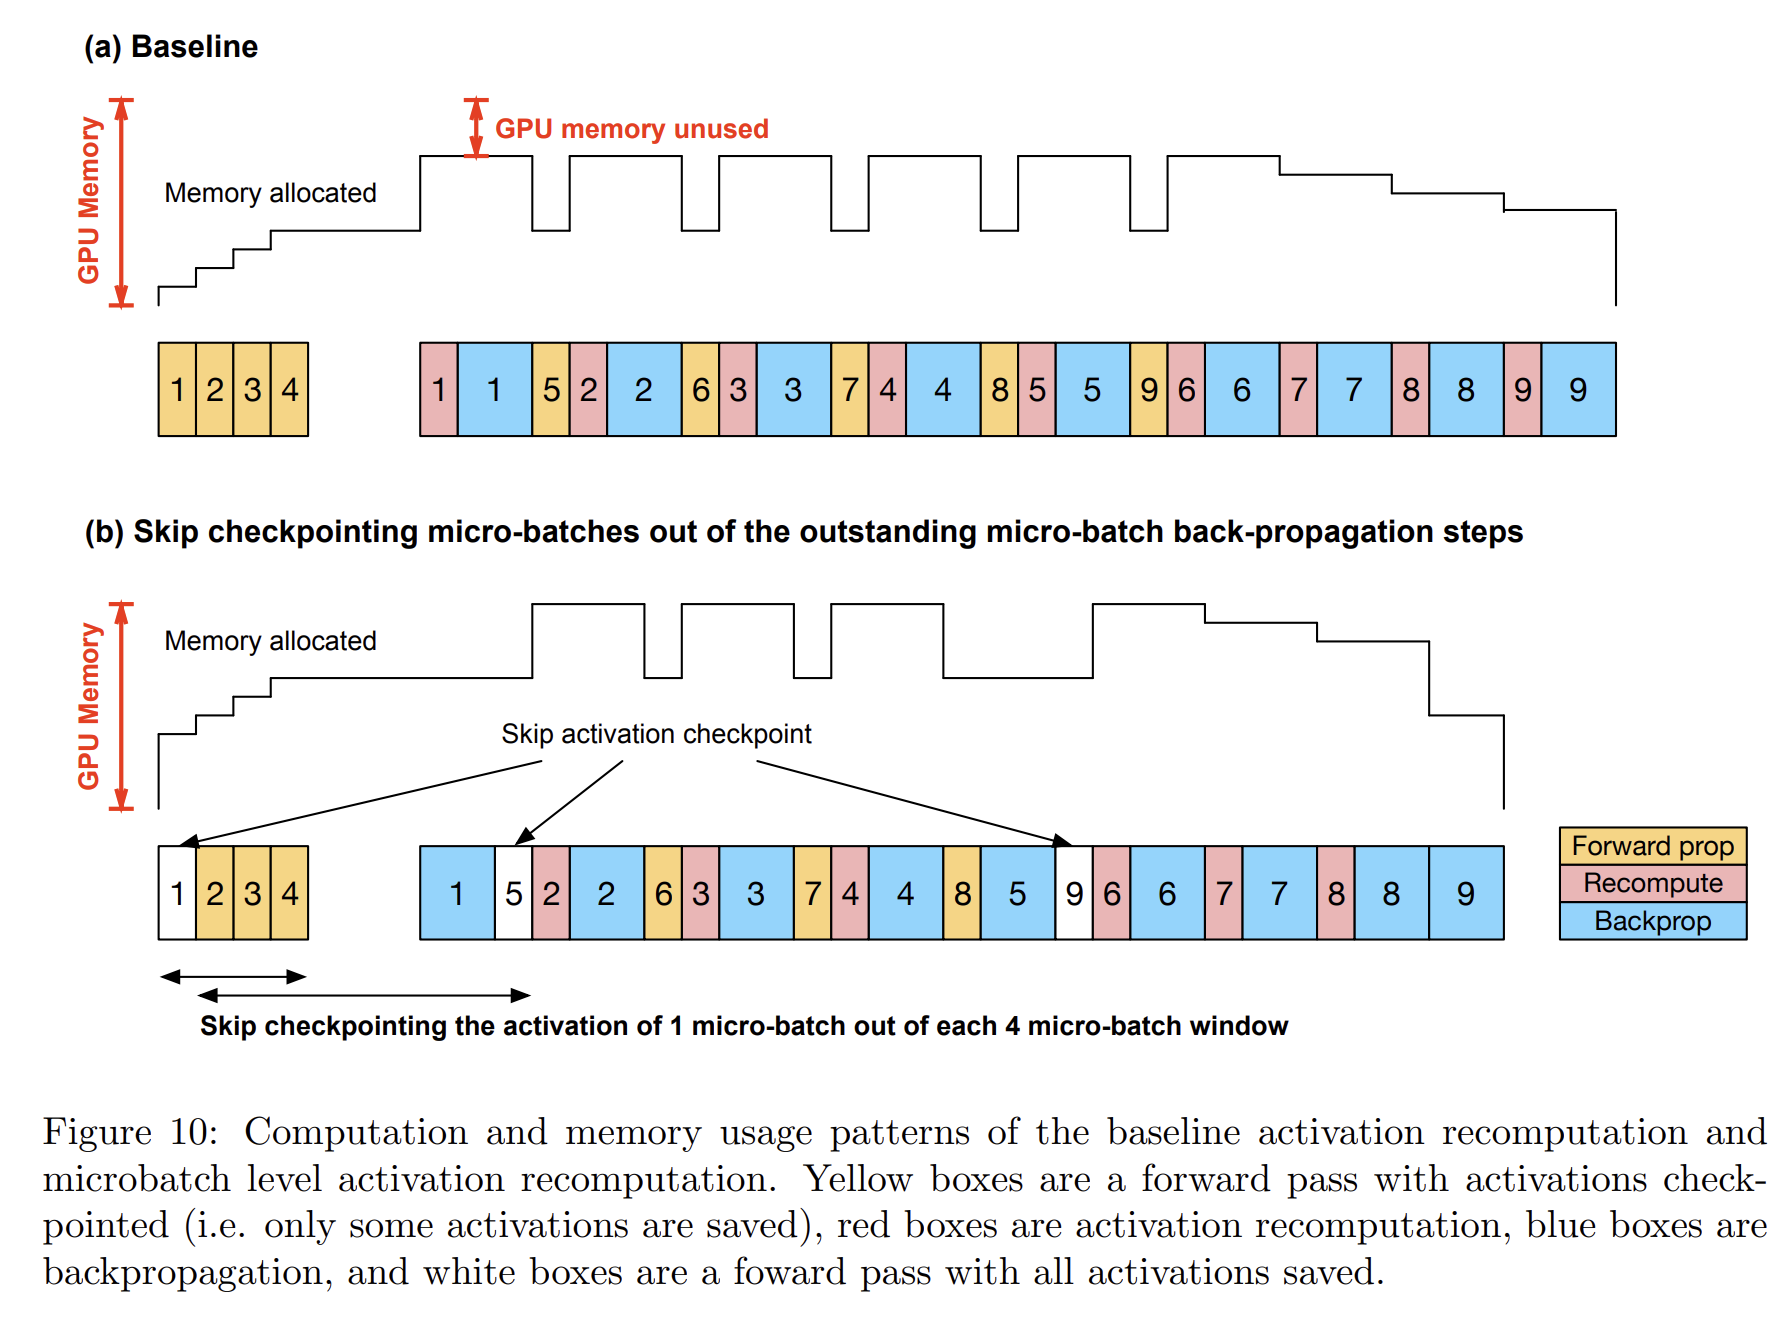 (a) Baseline
GPU Memory
GPU memory unused
Memory allocated
1 2 3 4 1 1 5 2 2 6 3 3 7 4 4 8 5 5 9 6 6 7 7 8 8 9 9
(b) Skip checkpointing micro-batches out of the outstanding micro-batch back-propagation steps
GPU Memory
Memory allocated
Skip activation checkpoint
1 2 3 4 1 5 2 2 6 3 3 7 4 4 8 5 9 6 6 7 7 8 8 9
Forward prop
Recompute
Backprop
Skip checkpointing the activation of 1 micro-batch out of each 4 micro-batch window
Figure 10: Computation and memory usage patterns of the baseline activation recomputation and
microbatch level activation recomputation. Yellow boxes are a forward pass with activations check-
pointed (i.e. only some activations are saved), red boxes are activation recomputation, blue boxes are
backpropagation, and white boxes are a foward pass with all activations saved.